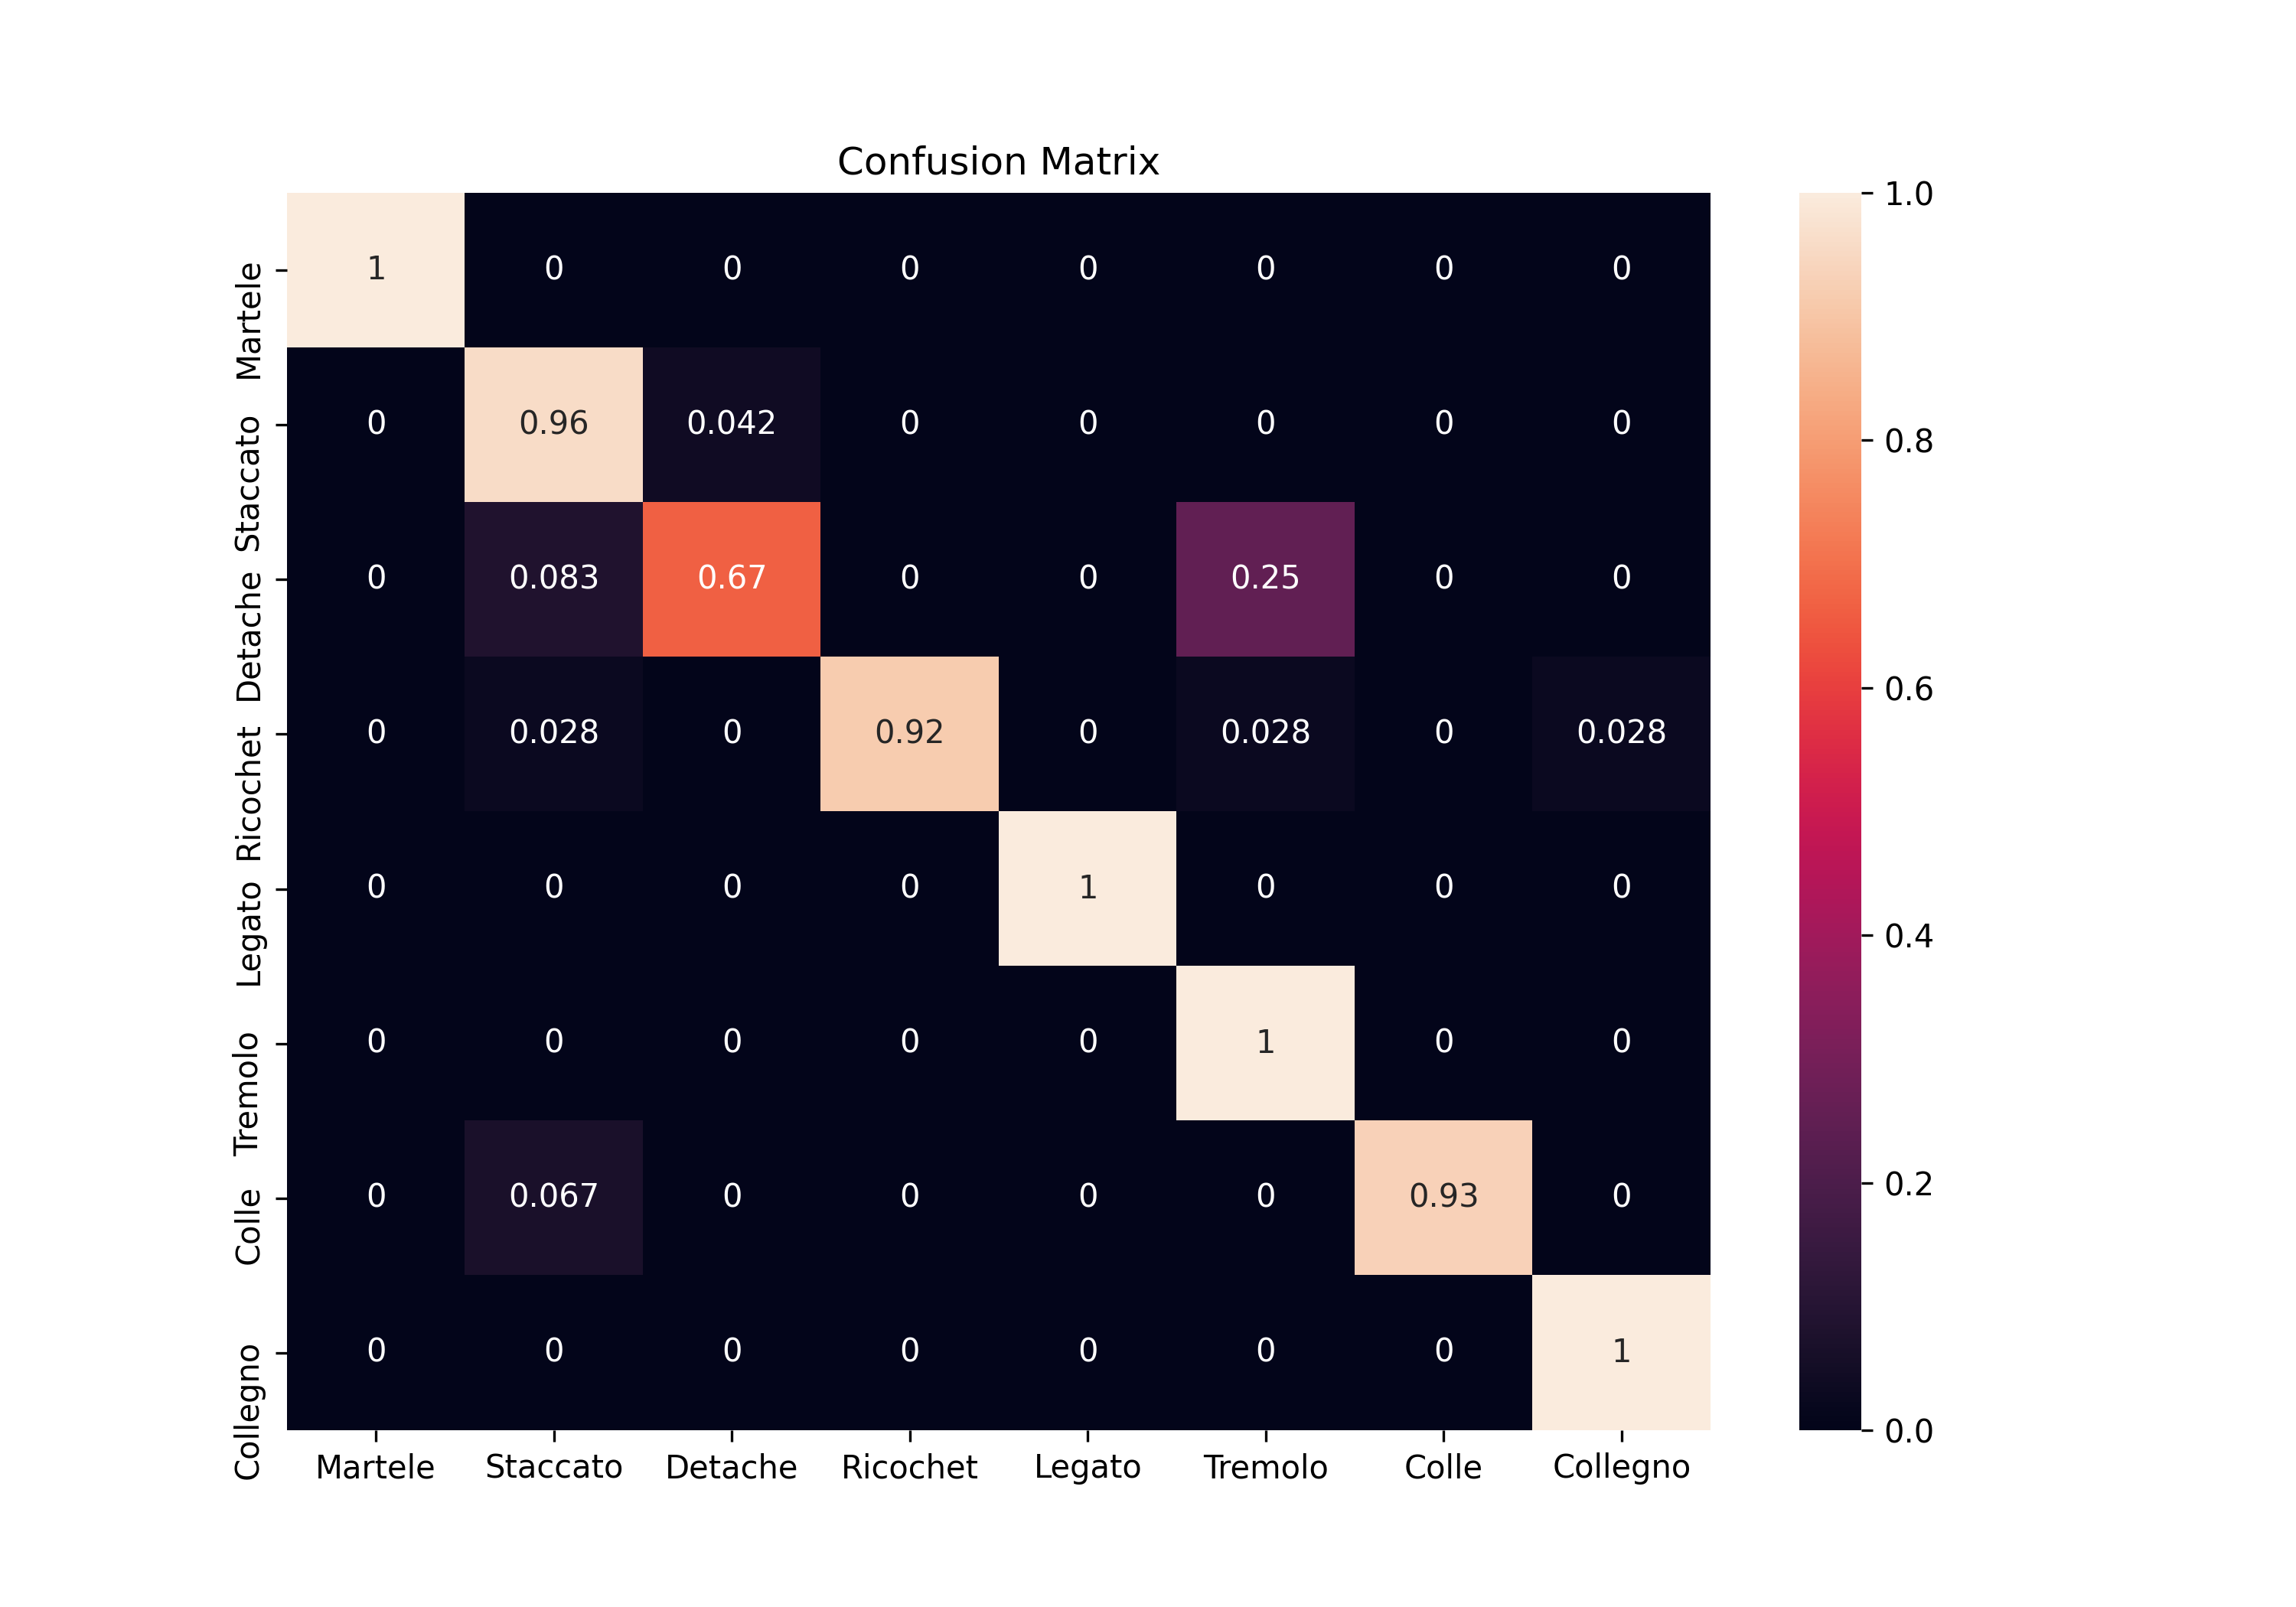 Confusion Matrix
Martele 1 0 0 0 0 0 0 0
Staccato 0 0.96 0.042 0 0 0 0 0
Detache 0 0.083 0.67 0 0 0.25 0 0
Ricochet 0 0.028 0 0.92 0 0.028 0 0.028
Legato 0 0 0 0 1 0 0 0
Tremolo 0 0 0 0 0 1 0 0
Colle 0 0.067 0 0 0 0 0.93 0
Collegno 0 0 0 0 0 0 0 1
Martele Staccato Detache Ricochet Legato Tremolo Colle Collegno
1.0
0.8
0.6
0.4
0.2
0.0